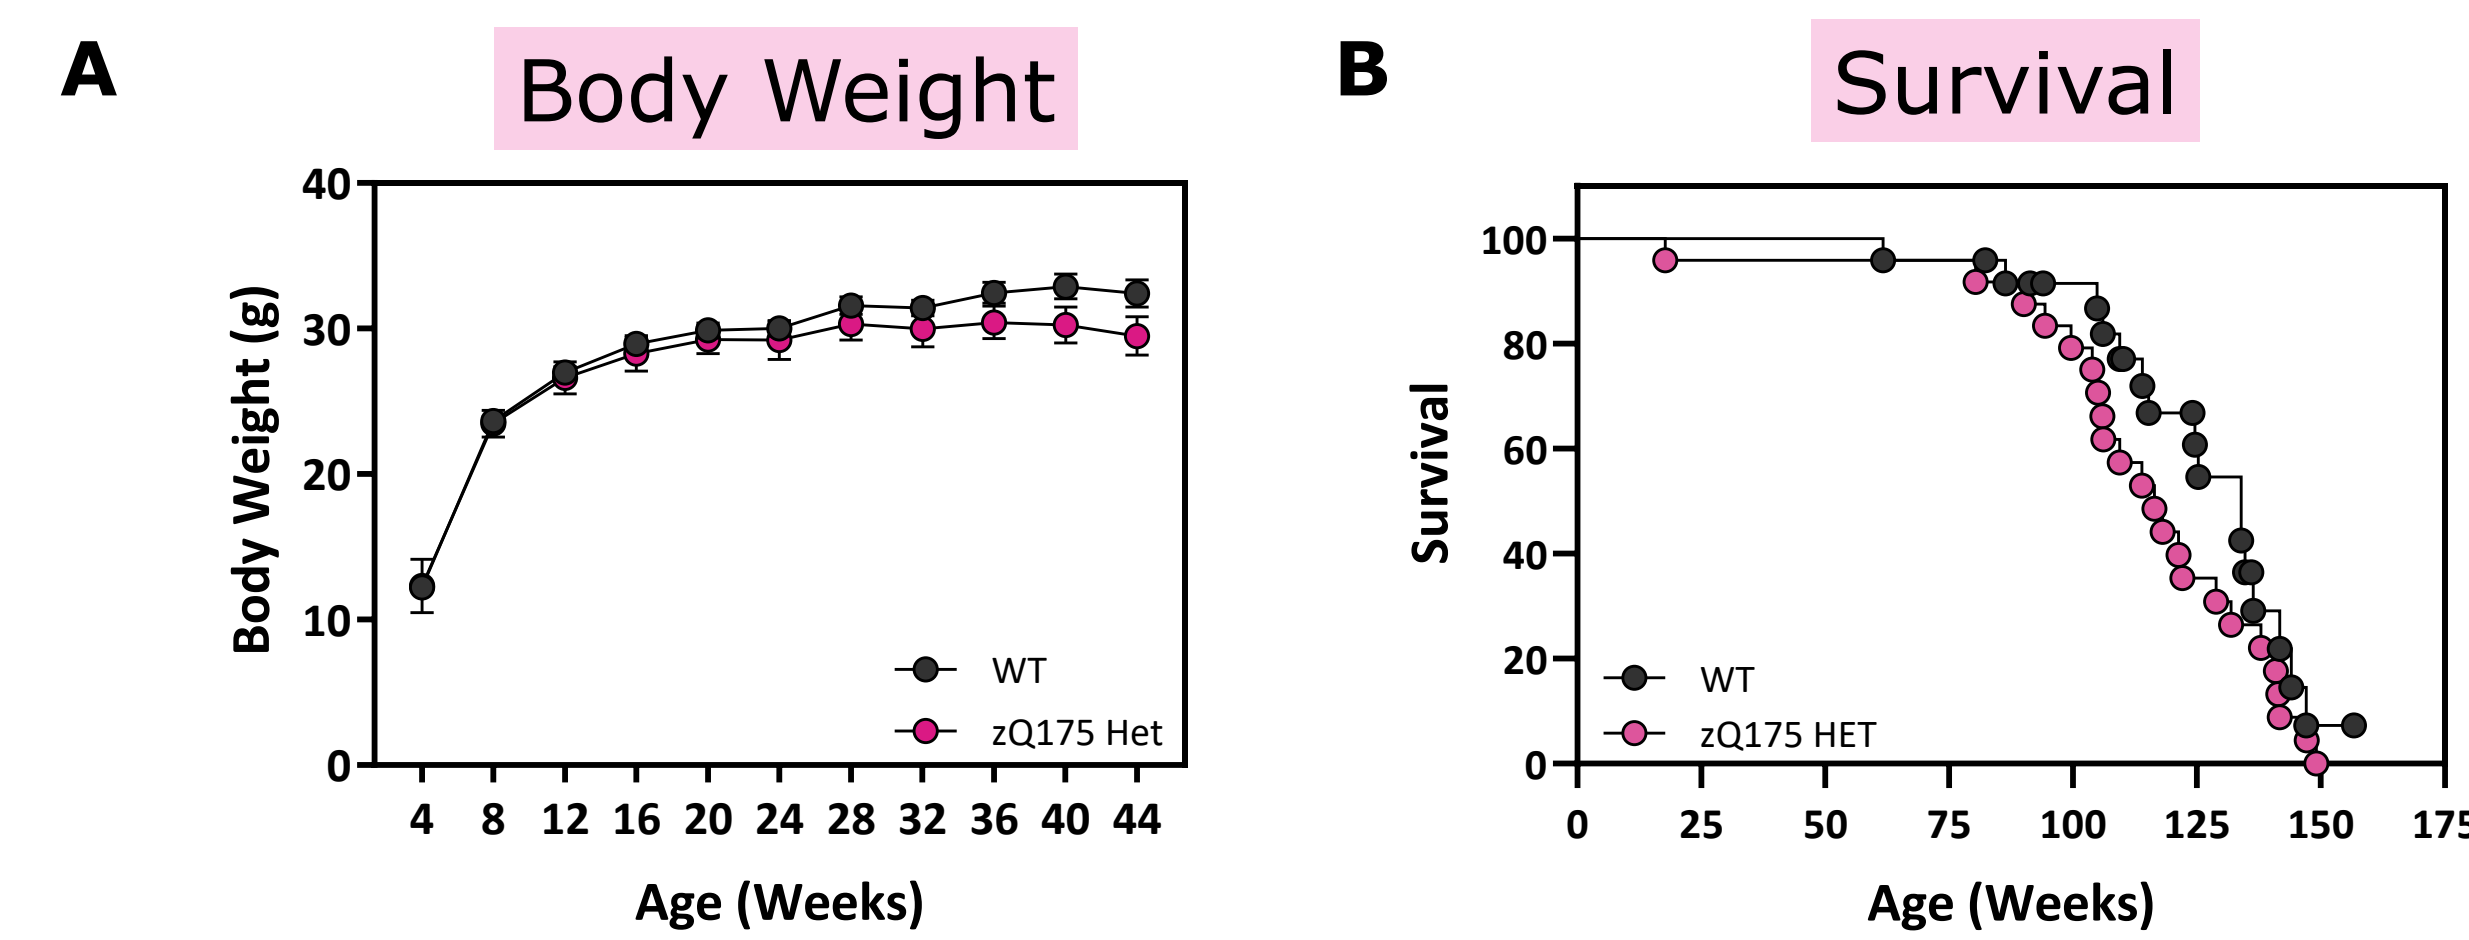 A
Body Weight
40
30
20
10
0
Body Weight (g)
WT
zQ175 Het
4 8 12 16 20 24 28 32 36 40 44
Age (Weeks)
B
Survival
100
80
60
40
20
0
Survival
WT
zQ175 HET
0 25 50 75 100 125 150 175
Age (Weeks)